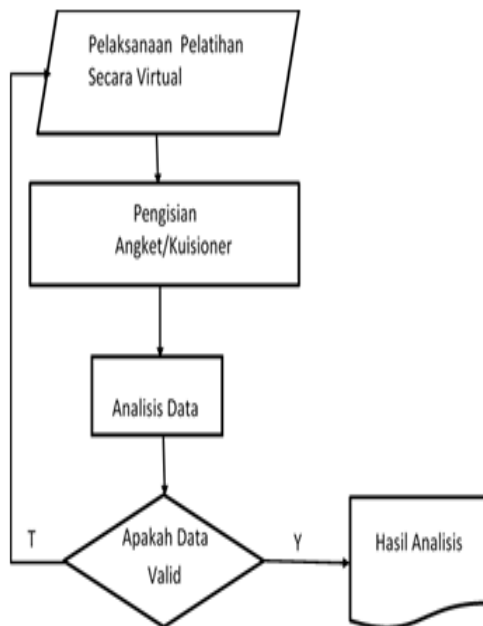 Pelaksanaan Pelatihan
Secara Virtual
Pengisian
Angket/Kuisioner
Analisis Data
Apakah Data
Valid
T
Y
Hasil Analisis